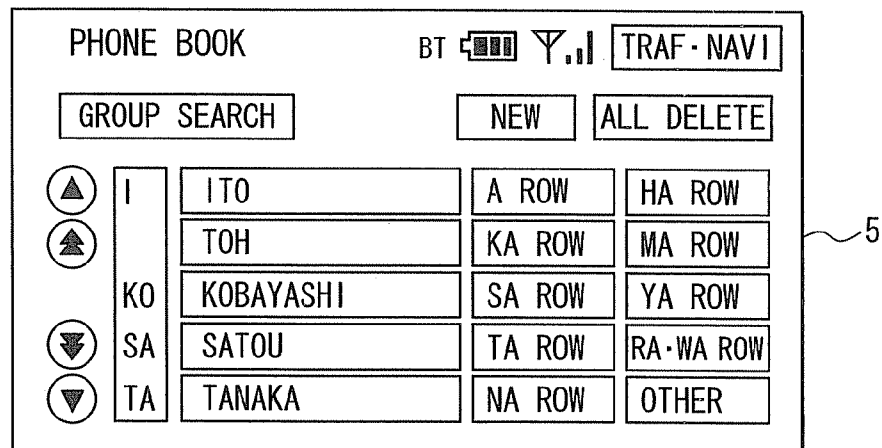 PHONE BOOK BT TRAF·NAVI
GROUP SEARCH NEW ALL DELETE
I ITO A ROW HA ROW
TOH KA ROW MA ROW
KO KOBAYASHI SA ROW YA ROW
SA SATOU TA ROW RA·WA ROW
TA TANAKA NA ROW OTHER
5